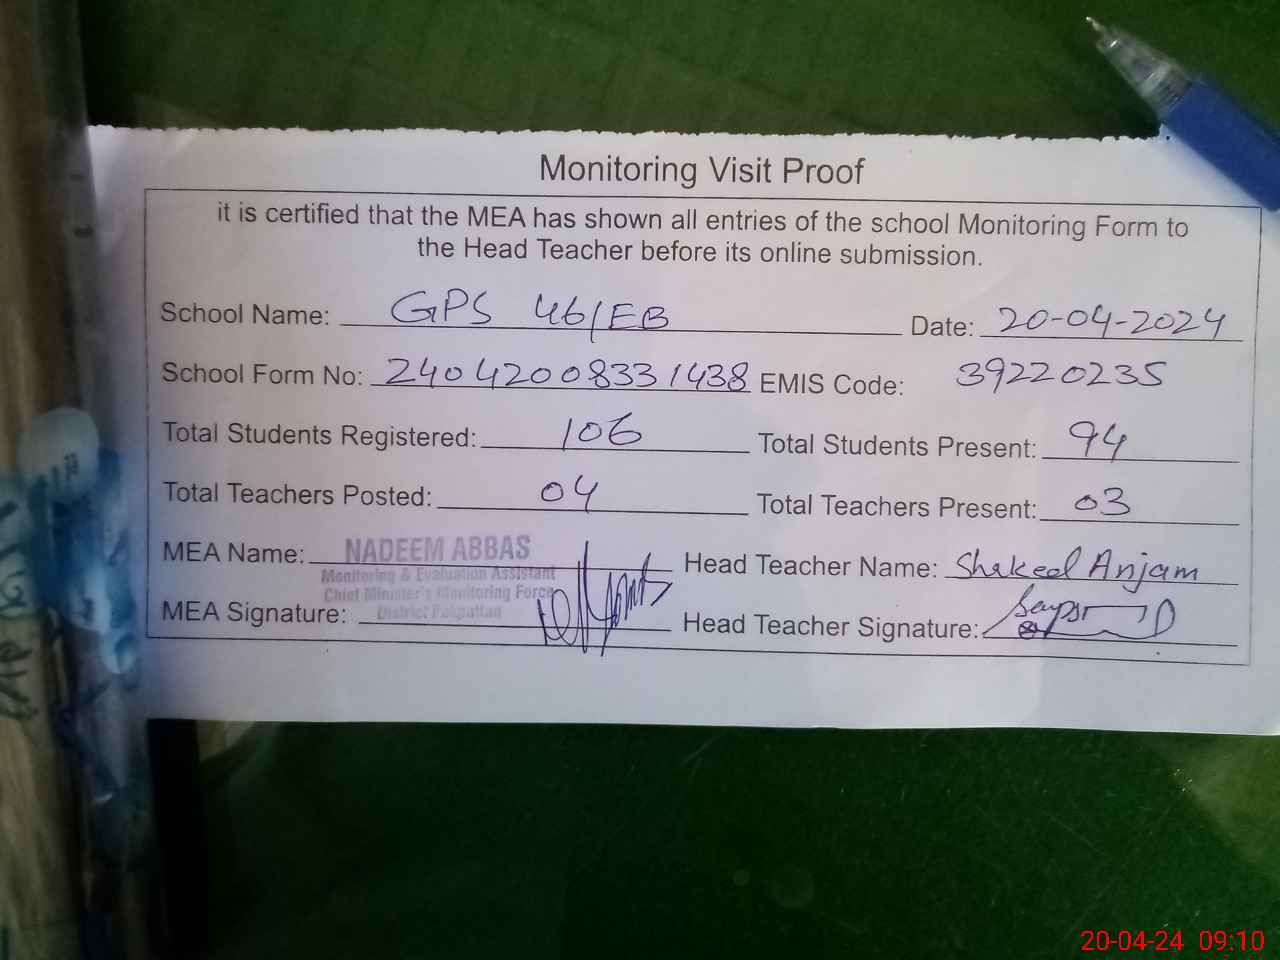 Monitoring Visit Proof
it is certified that the MEA has shown all entries of the school Monitoring Form to
the Head Teacher before its online submission.
School Name: GPS 46/EB Date: 20-04-2024
School Form No: 24042008331438 EMIS Code: 39220235
Total Students Registered: 106 Total Students Present: 94
Total Teachers Posted: 04 Total Teachers Present: 03
MEA Name: NADEEM ABBAS Head Teacher Name: Shakeel Anjam
Monitoring & Evaluation Assistant
Chief Minister's Monitoring Force
District Pakpattan
MEA Signature: Head Teacher Signature:
20-04-24 09:10